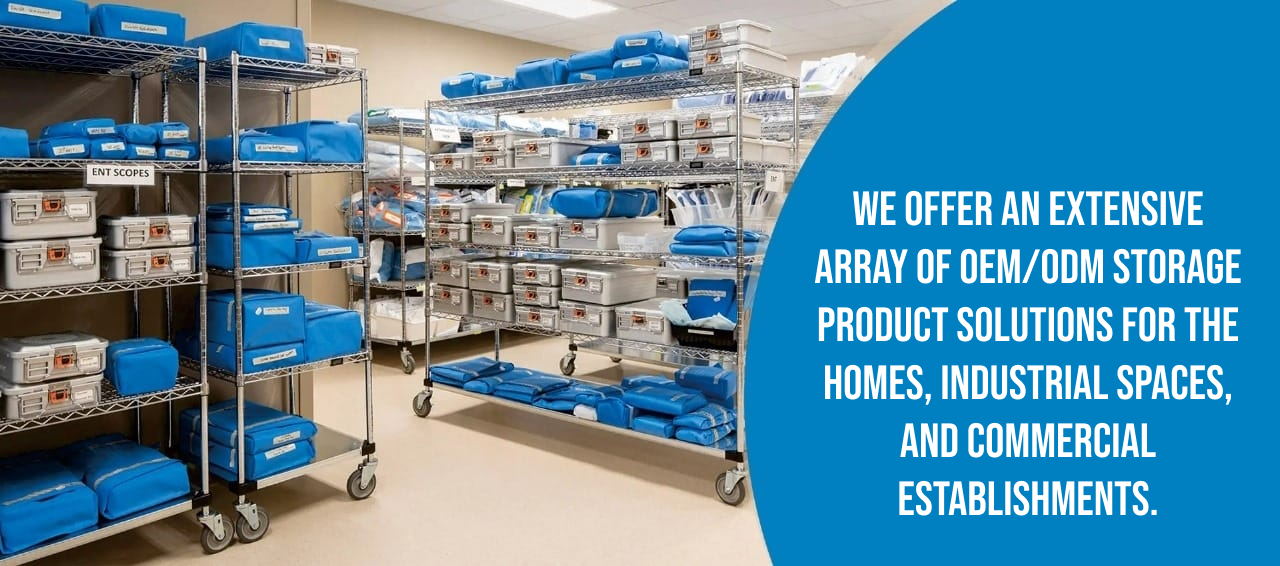 ENT SCOPES
WE OFFER AN EXTENSIVE
ARRAY OF OEM/ODM STORAGE
PRODUCT SOLUTIONS FOR THE
HOMES, INDUSTRIAL SPACES,
AND COMMERCIAL
ESTABLISHMENTS.